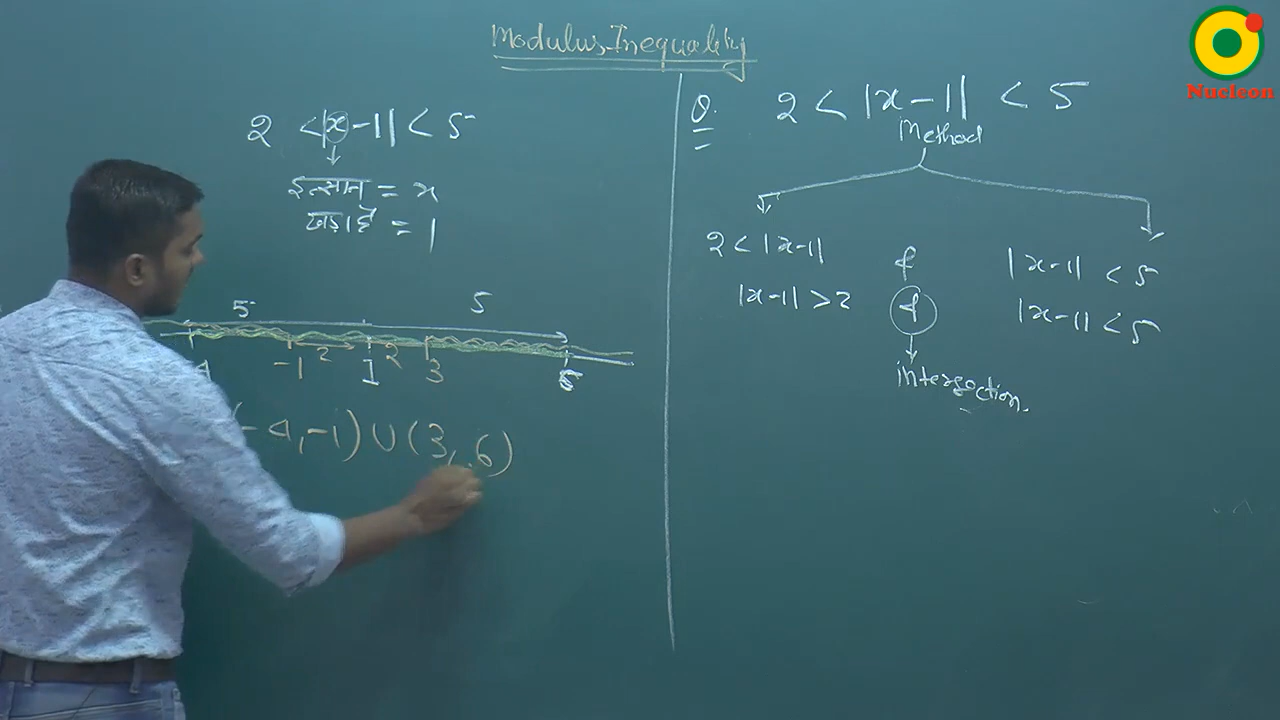 Modulus Inequality
Nucleon
2 < |x - 1| < 5
इन्सान = x
खड़ा है = 1
5 5
-1 2 1 2 3 6
(-4, -1) ∪ (3, 6)
Q. 2 < |x - 1| < 5
Method
2 < |x-1| & |x-1| < 5
|x-1| > 2 & |x-1| < 5
intersection.